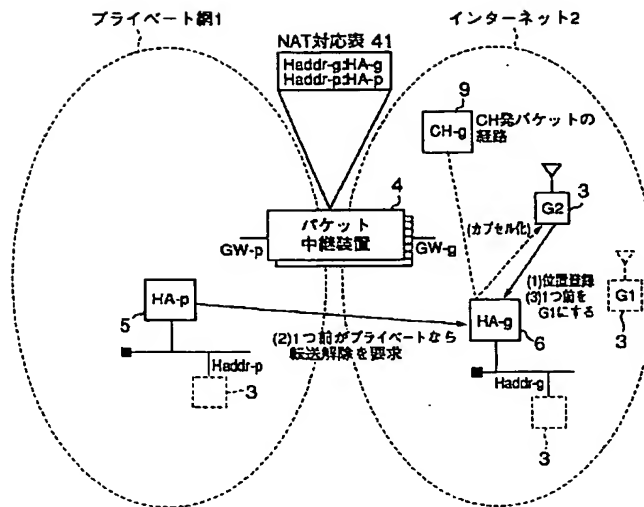 プライベート網1
インターネット2
NAT対応表 41
Haddr-g:HA-g
Haddr-p:HA-p
9
CH-g
CH発パケットの
経路
4
パケット
中継装置
GW-p
GW-g
G2
3
(カプセル化)
(1)位置登録
(3)1つ前を
G1にする
G1
3
HA-p
5
HA-g
6
(2)1つ前がプライベートなら
転送解除を要求
Haddr-p
3
Haddr-g
3